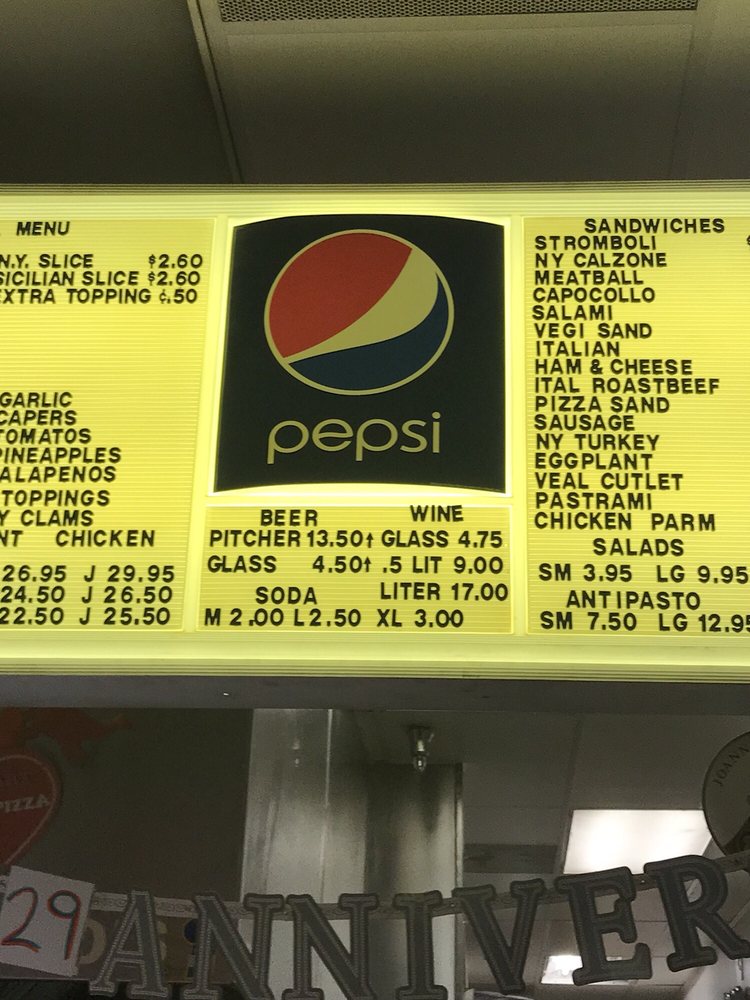 MENU
N.Y. SLICE $2.60
SICILIAN SLICE $2.60
EXTRA TOPPING ¢.50
GARLIC
CAPERS
TOMATOS
PINEAPPLES
ALAPENOS
TOPPINGS
Y CLAMS
NT CHICKEN
26.95 J 29.95
24.50 J 26.50
22.50 J 25.50
pepsi
BEER WINE
PITCHER 13.50↑ GLASS 4.75
GLASS 4.50↑ .5 LIT 9.00
SODA LITER 17.00
M 2.00 L 2.50 XL 3.00
SANDWICHES
STROMBOLI
NY CALZONE
MEATBALL
CAPOCOLLO
SALAMI
VEGI SAND
ITALIAN
HAM & CHEESE
ITAL ROASTBEEF
PIZZA SAND
SAUSAGE
NY TURKEY
EGGPLANT
VEAL CUTLET
PASTRAMI
CHICKEN PARM
SALADS
SM 3.95 LG 9.95
ANTIPASTO
SM 7.50 LG 12.95
PIZZA
JOANN
29
ANNIVER